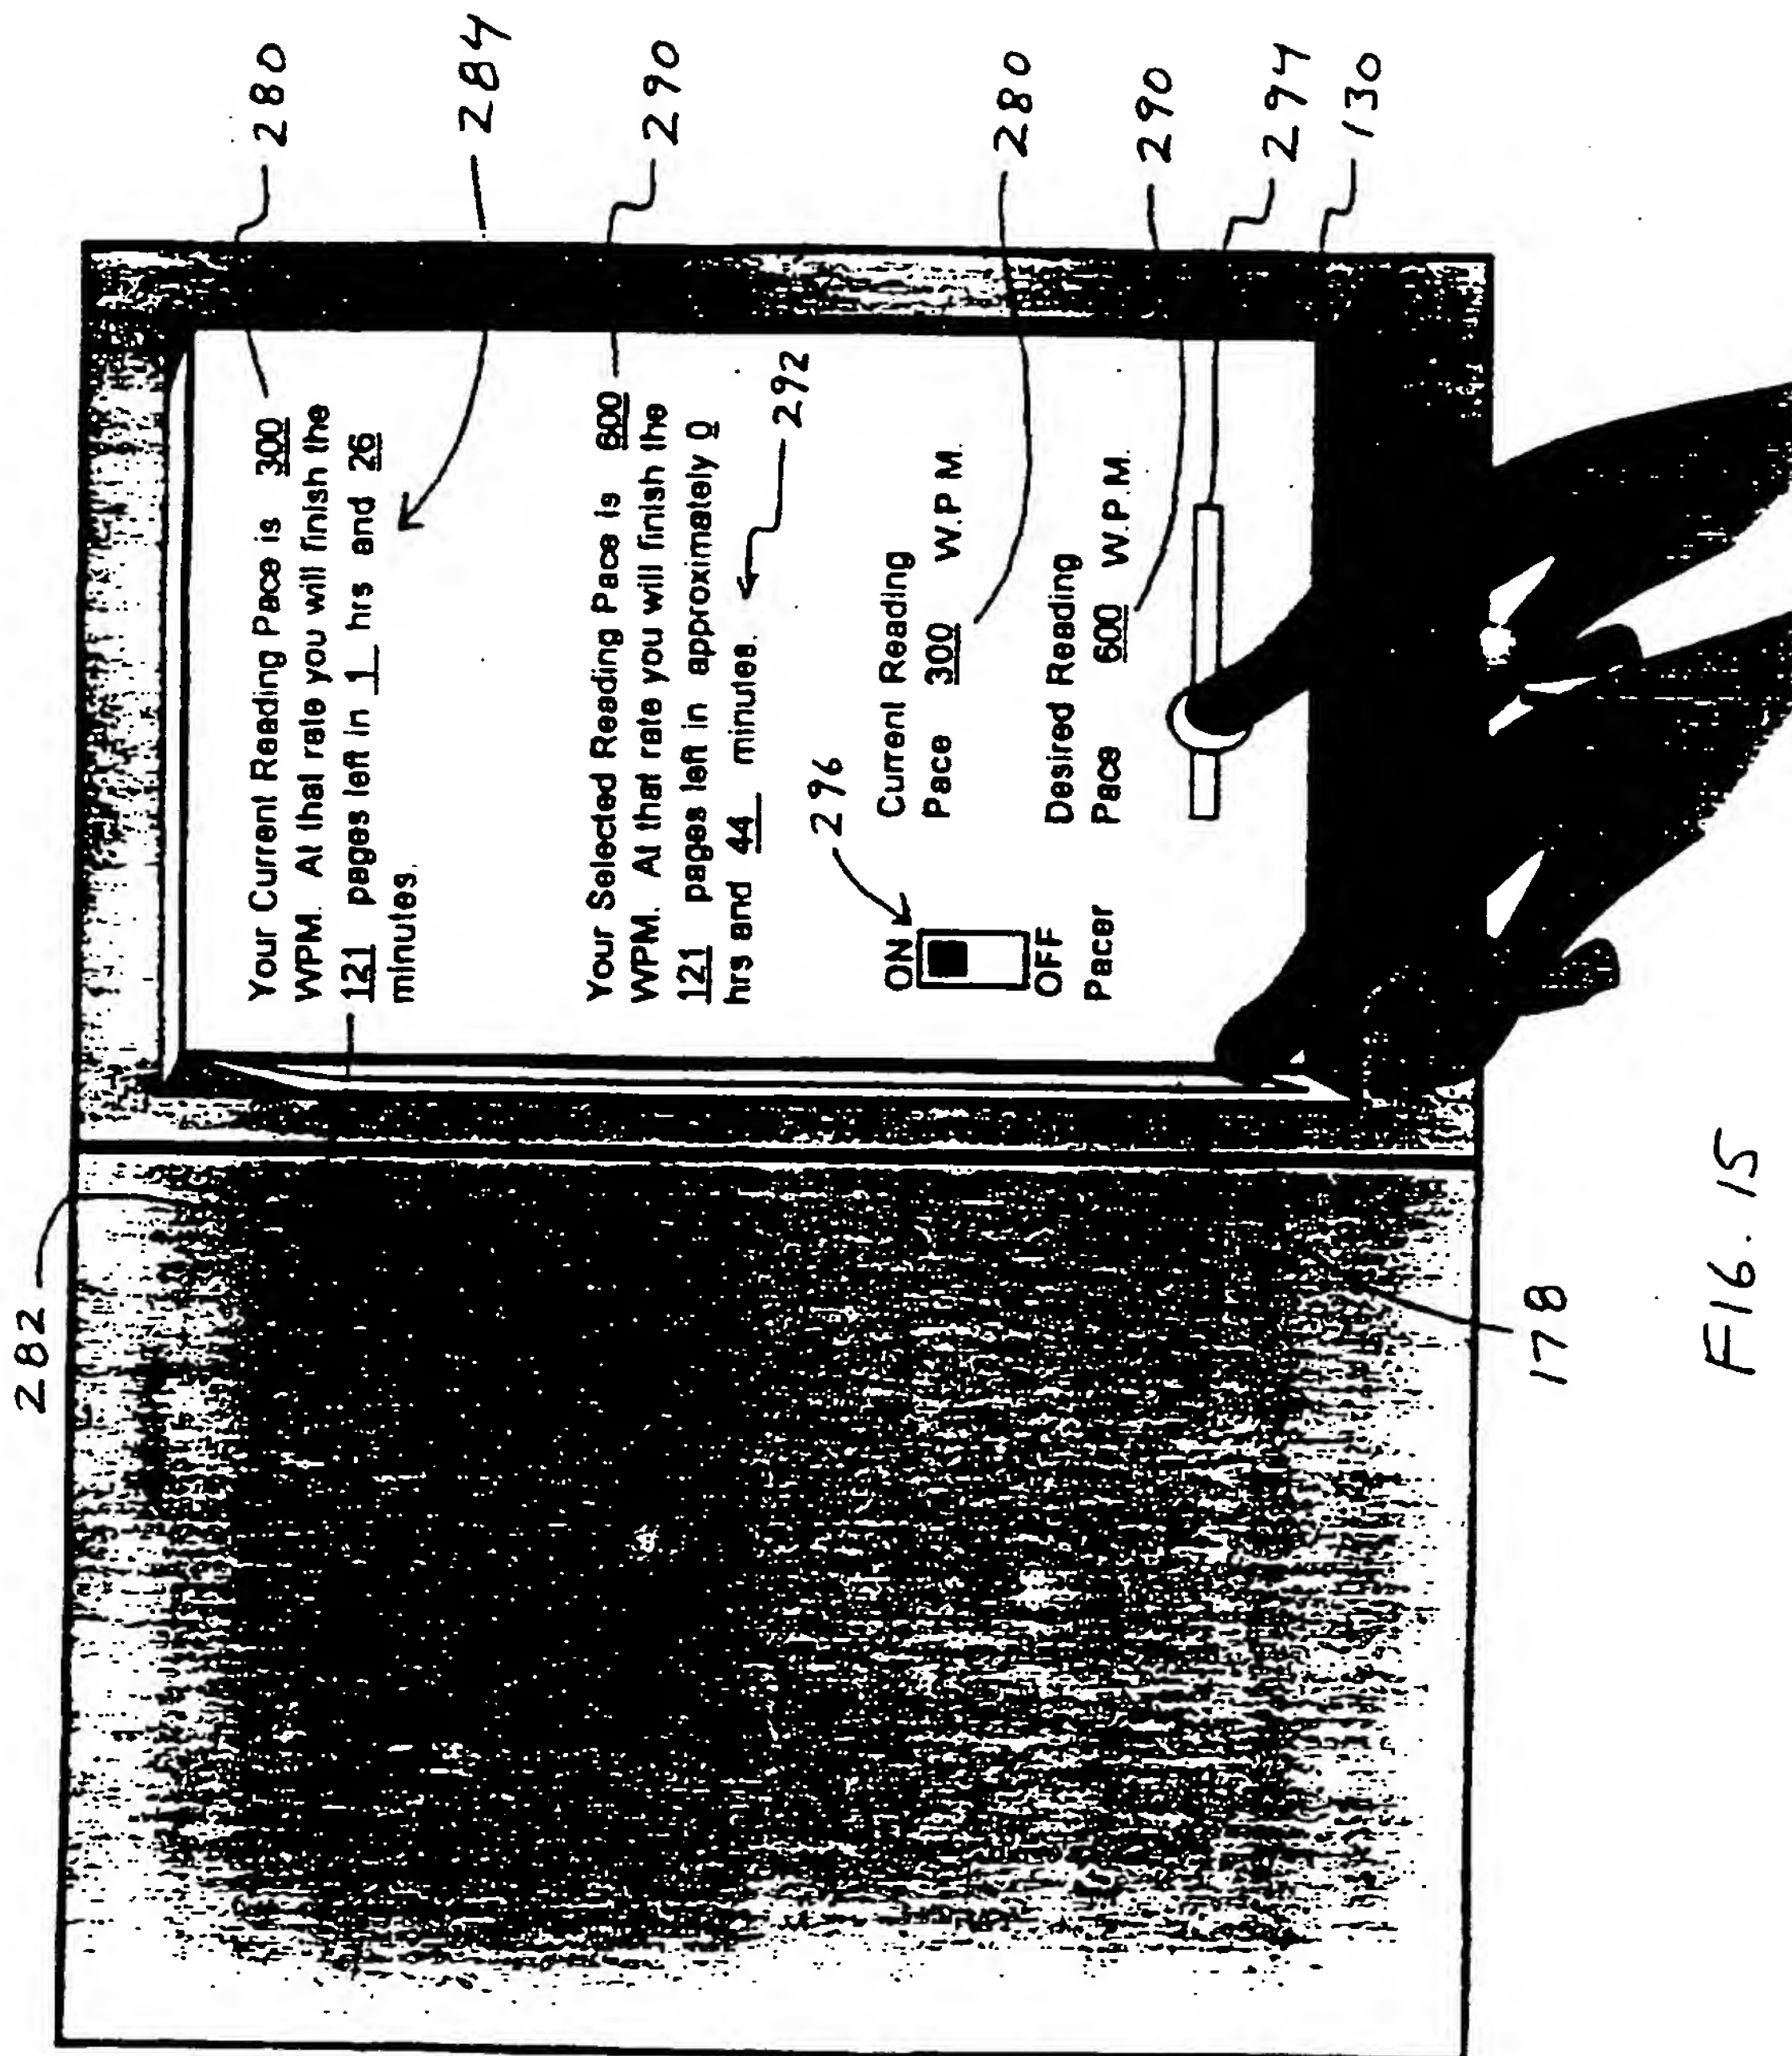 282
Your Current Reading Pace is 300
WPM. At that rate you will finish the
121 pages left in 1 hrs and 26
minutes.
280
284
Your Selected Reading Pace is 600
WPM. At that rate you will finish the
121 pages left in approximately 0
hrs and 44 minutes.
290
292
296
ON
OFF
Pacer
Current Reading
Pace 300 W.P.M.
Desired Reading
Pace 600 W.P.M.
280
290
294
130
178
FIG. 15